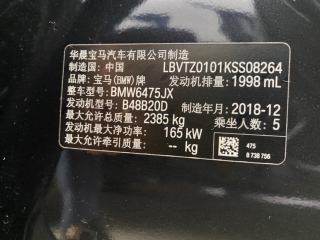 华晨宝马汽车有限公司制造
制造国：中国 LBVTZ0101KSS08264
品牌：宝马(BMW)牌 发动机排量：1998 mL
整车型号：BMW6475JX
发动机型号：B48B20D 制造年月：2018-12
最大允许总质量：2385 kg 乘坐人数：5
发动机最大净功率：165 kW
最大允许牵引质量：-- kg
475
8 738 756